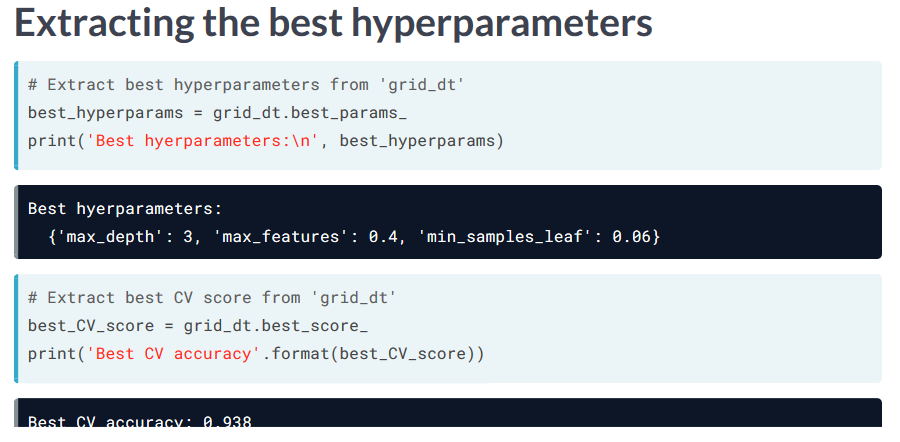 Extracting the best hyperparameters
# Extract best hyperparameters from 'grid_dt'
best_hyperparams = grid_dt.best_params_
print('Best hyerparameters:\n', best_hyperparams)
Best hyerparameters:
{'max_depth': 3, 'max_features': 0.4, 'min_samples_leaf': 0.06}
# Extract best CV score from 'grid_dt'
best_CV_score = grid_dt.best_score_
print('Best CV accuracy'.format(best_CV_score))
Best CV accuracy: 0.938